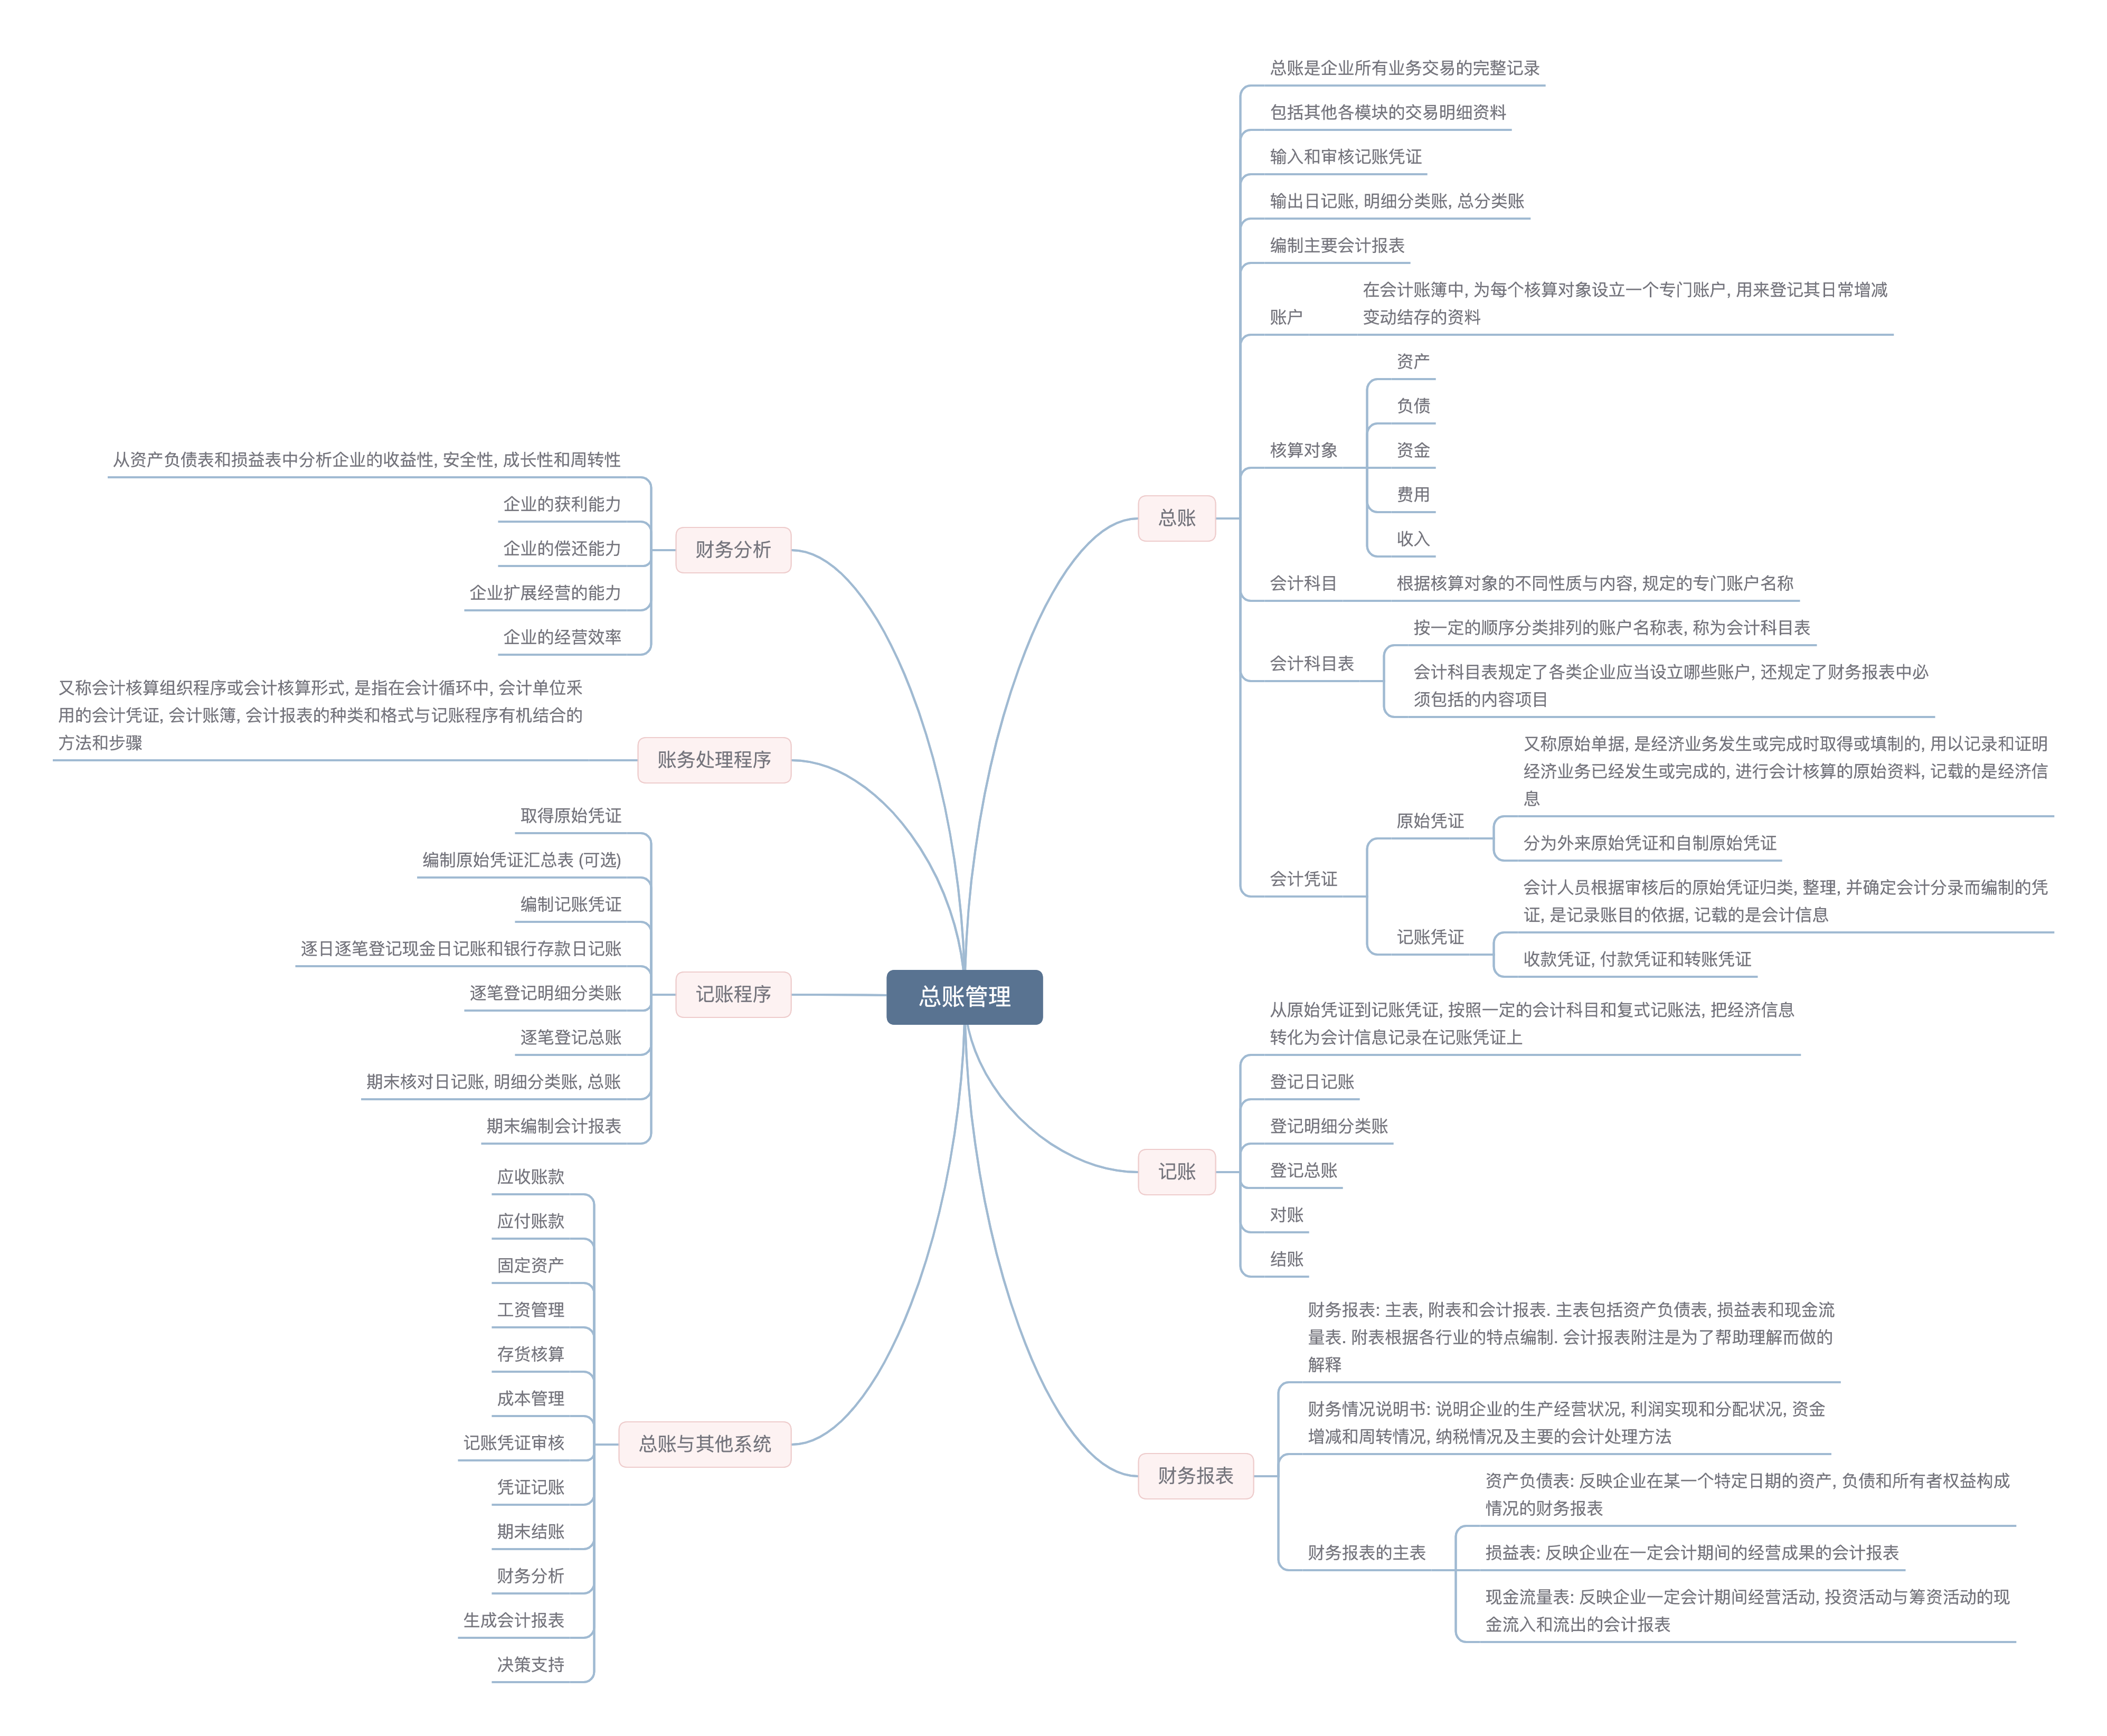 总账管理
总账
总账是企业所有业务交易的完整记录
包括其他各模块的交易明细资料
输入和审核记账凭证
输出日记账, 明细分类账, 总分类账
编制主要会计报表
账户
在会计账簿中, 为每个核算对象设立一个专门账户, 用来登记其日常增减
变动结存的资料
核算对象
资产
负债
资金
费用
收入
会计科目
根据核算对象的不同性质与内容, 规定的专门账户名称
会计科目表
按一定的顺序分类排列的账户名称表, 称为会计科目表
会计科目表规定了各类企业应当设立哪些账户, 还规定了财务报表中必
须包括的内容项目
会计凭证
原始凭证
又称原始单据, 是经济业务发生或完成时取得或填制的, 用以记录和证明
经济业务已经发生或完成的, 进行会计核算的原始资料, 记载的是经济信
息
分为外来原始凭证和自制原始凭证
记账凭证
会计人员根据审核后的原始凭证归类, 整理, 并确定会计分录而编制的凭
证, 是记录账目的依据, 记载的是会计信息
收款凭证, 付款凭证和转账凭证
记账
从原始凭证到记账凭证, 按照一定的会计科目和复式记账法, 把经济信息
转化为会计信息记录在记账凭证上
登记日记账
登记明细分类账
登记总账
对账
结账
财务报表
财务报表: 主表, 附表和会计报表. 主表包括资产负债表, 损益表和现金流
量表. 附表根据各行业的特点编制. 会计报表附注是为了帮助理解而做的
解释
财务情况说明书: 说明企业的生产经营状况, 利润实现和分配状况, 资金
增减和周转情况, 纳税情况及主要的会计处理方法
财务报表的主表
资产负债表: 反映企业在某一个特定日期的资产, 负债和所有者权益构成
情况的财务报表
损益表: 反映企业在一定会计期间的经营成果的会计报表
现金流量表: 反映企业一定会计期间经营活动, 投资活动与筹资活动的现
金流入和流出的会计报表
财务分析
从资产负债表和损益表中分析企业的收益性, 安全性, 成长性和周转性
企业的获利能力
企业的偿还能力
企业扩展经营的能力
企业的经营效率
账务处理程序
又称会计核算组织程序或会计核算形式, 是指在会计循环中, 会计单位采
用的会计凭证, 会计账簿, 会计报表的种类和格式与记账程序有机结合的
方法和步骤
记账程序
取得原始凭证
编制原始凭证汇总表 (可选)
编制记账凭证
逐日逐笔登记现金日记账和银行存款日记账
逐笔登记明细分类账
逐笔登记总账
期末核对日记账, 明细分类账, 总账
期末编制会计报表
总账与其他系统
应收账款
应付账款
固定资产
工资管理
存货核算
成本管理
记账凭证审核
凭证记账
期末结账
财务分析
生成会计报表
决策支持